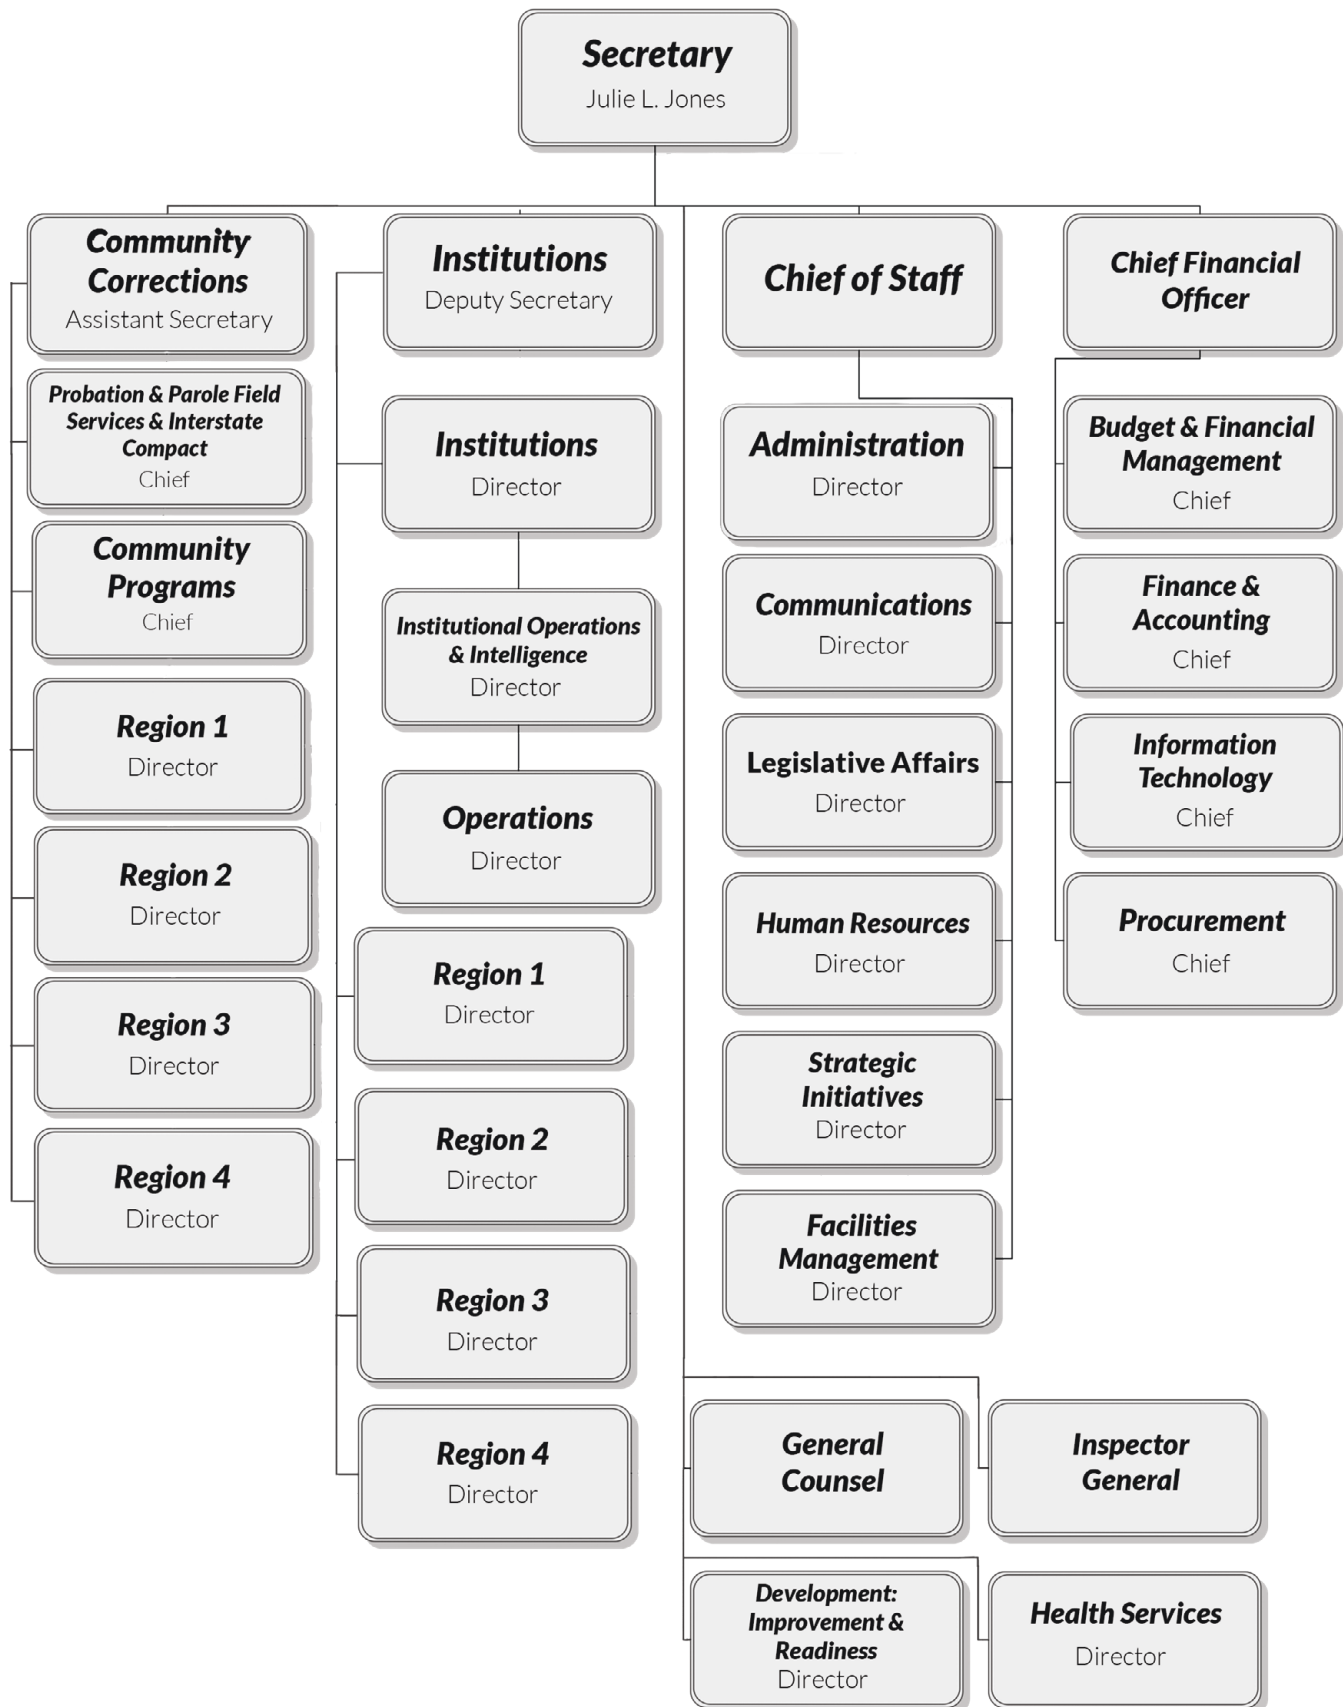 Secretary
Julie L. Jones
Community
Corrections
Assistant Secretary
Probation & Parole Field
Services & Interstate
Compact
Chief
Community
Programs
Chief
Region 1
Director
Region 2
Director
Region 3
Director
Region 4
Director
Institutions
Deputy Secretary
Institutions
Director
Institutional Operations
& Intelligence
Director
Operations
Director
Region 1
Director
Region 2
Director
Region 3
Director
Region 4
Director
Chief of Staff
Administration
Director
Communications
Director
Legislative Affairs
Director
Human Resources
Director
Strategic
Initiatives
Director
Facilities
Management
Director
Chief Financial
Officer
Budget & Financial
Management
Chief
Finance &
Accounting
Chief
Information
Technology
Chief
Procurement
Chief
General
Counsel
Inspector
General
Development:
Improvement &
Readiness
Director
Health Services
Director